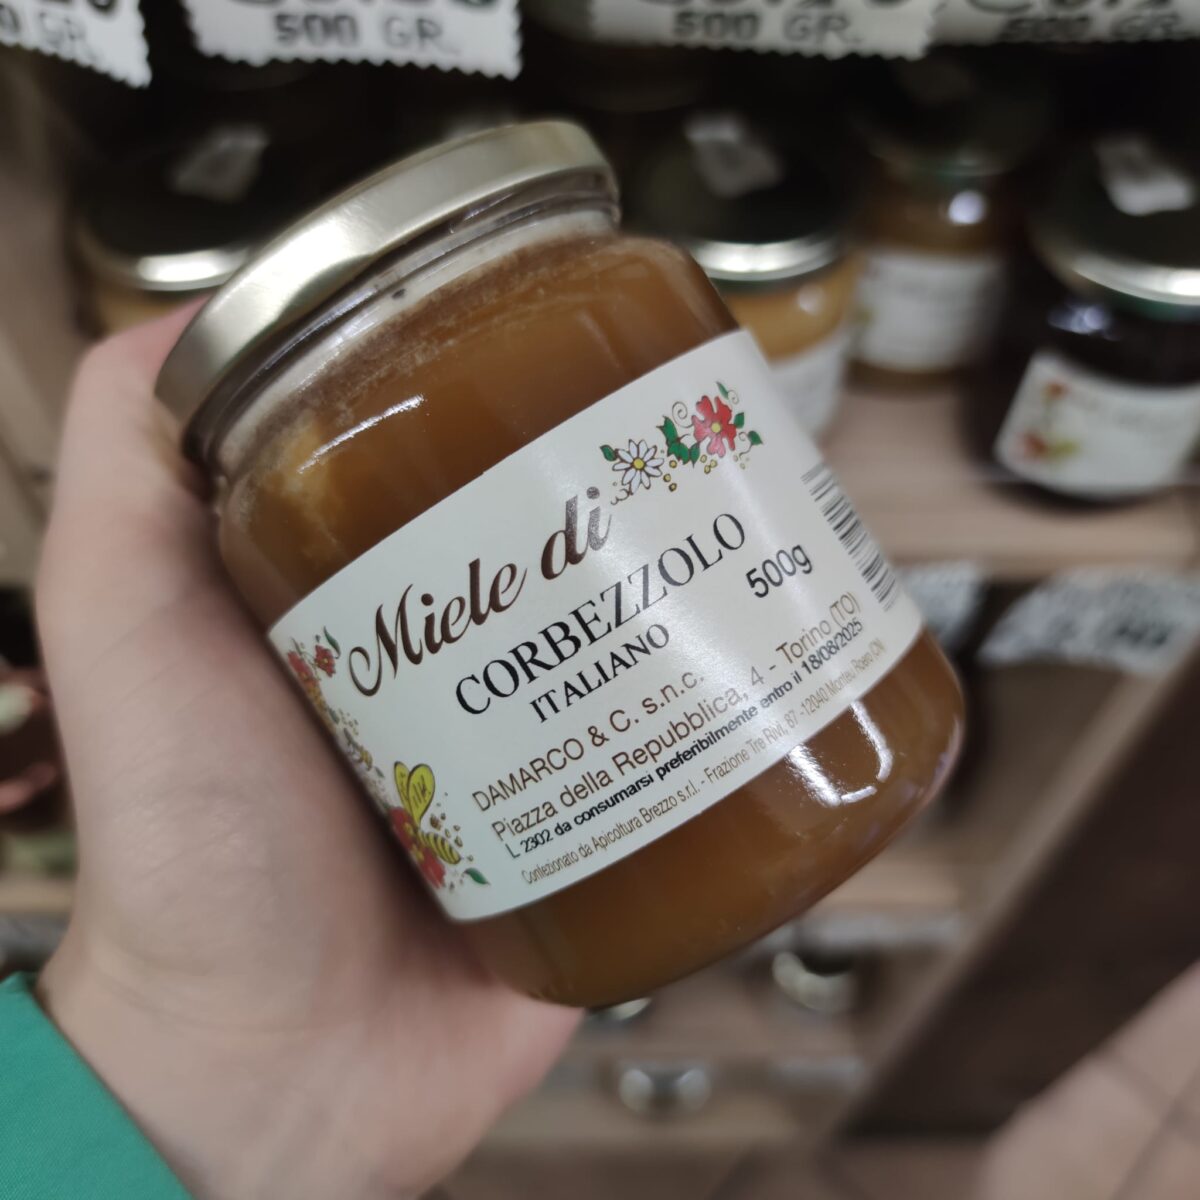 500 GR.
500 GR.
Miele di
CORBEZZOLO
ITALIANO
500g
DAMARCO & C. s.n.c.
Piazza della Repubblica, 4 - Torino (TO)
L 2302 da consumarsi preferibilmente entro il 18/08/2025
Confezionato da Apicoltura Brezzo s.r.l. - Frazione Tre Rivi, 87 - 12040 Monteu Roero (CN)